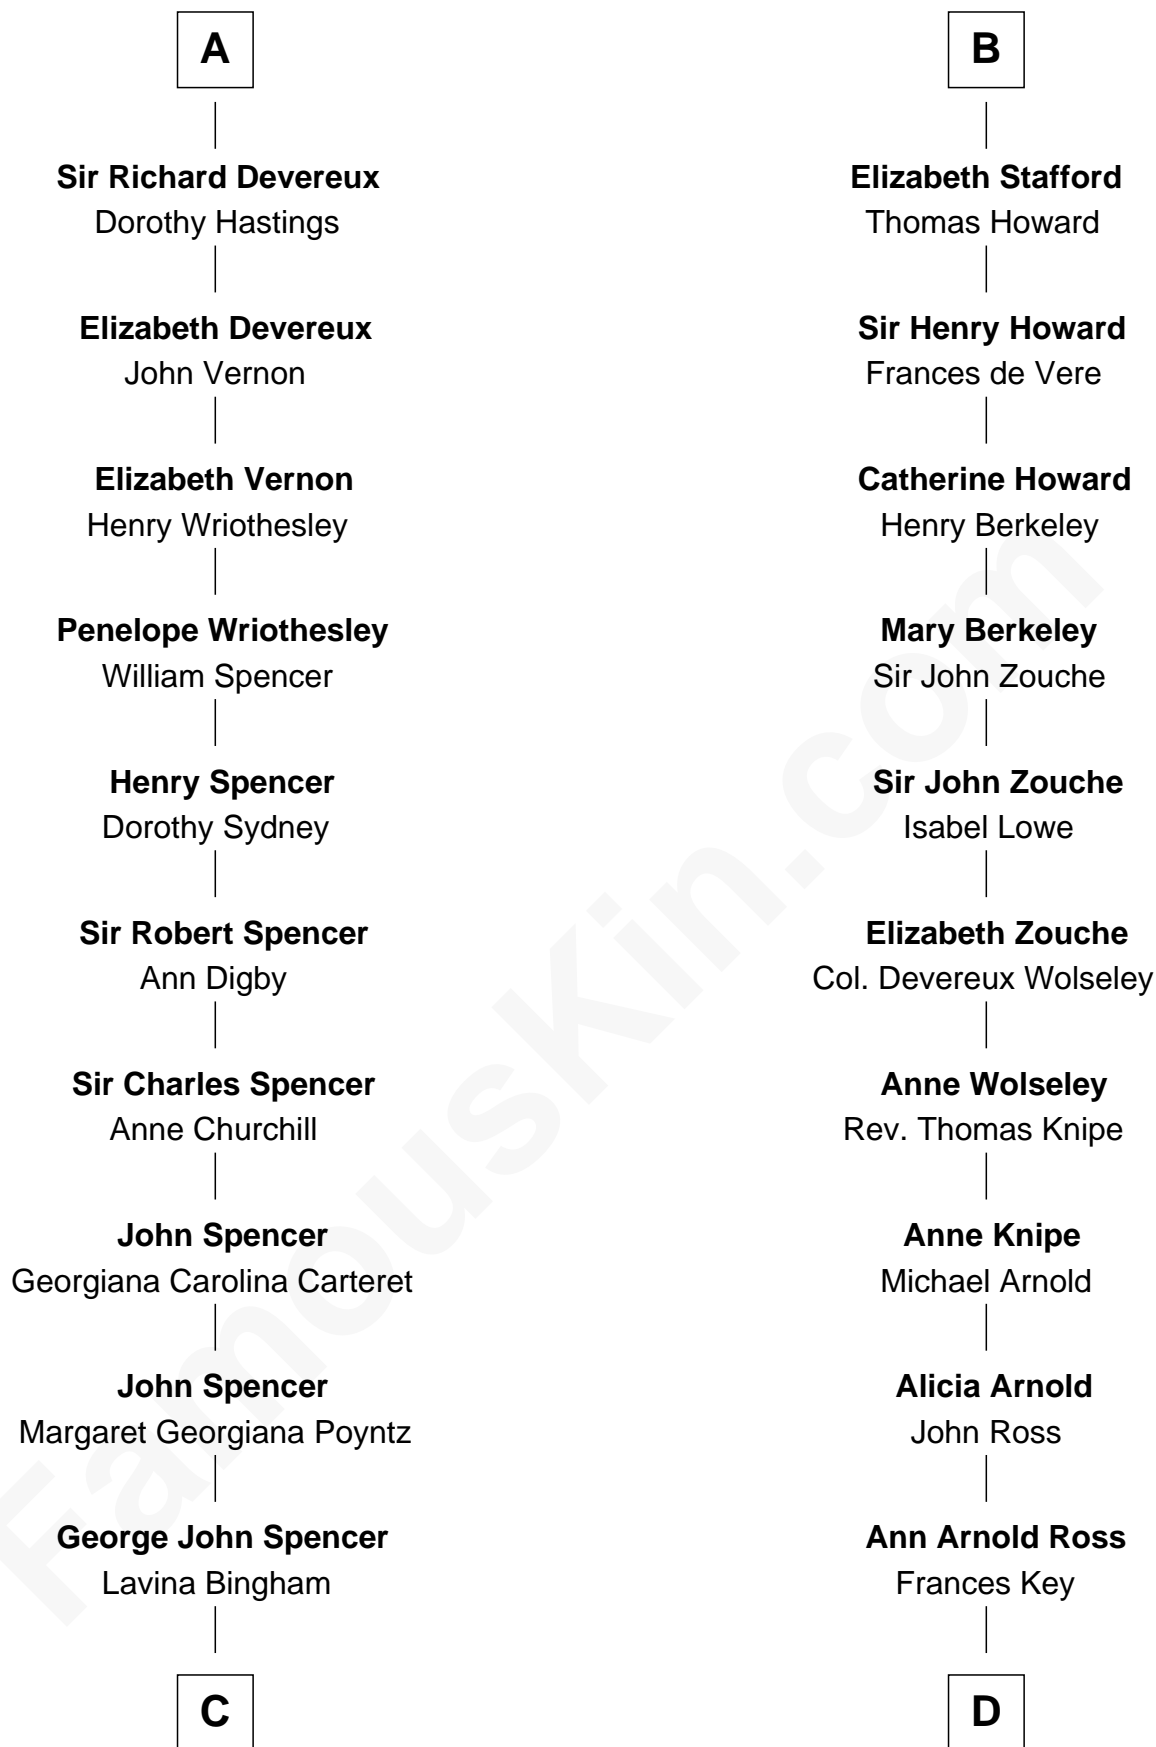 A
Sir Richard Devereux
Dorothy Hastings
Elizabeth Devereux
John Vernon
Elizabeth Vernon
Henry Wriothesley
Penelope Wriothesley
William Spencer
Henry Spencer
Dorothy Sydney
Sir Robert Spencer
Ann Digby
Sir Charles Spencer
Anne Churchill
John Spencer
Georgiana Carolina Carteret
John Spencer
Margaret Georgiana Poyntz
George John Spencer
Lavina Bingham
C
B
Elizabeth Stafford
Thomas Howard
Sir Henry Howard
Frances de Vere
Catherine Howard
Henry Berkeley
Mary Berkeley
Sir John Zouche
Sir John Zouche
Isabel Lowe
Elizabeth Zouche
Col. Devereux Wolseley
Anne Wolseley
Rev. Thomas Knipe
Anne Knipe
Michael Arnold
Alicia Arnold
John Ross
Ann Arnold Ross
Frances Key
D
FamousKin.com